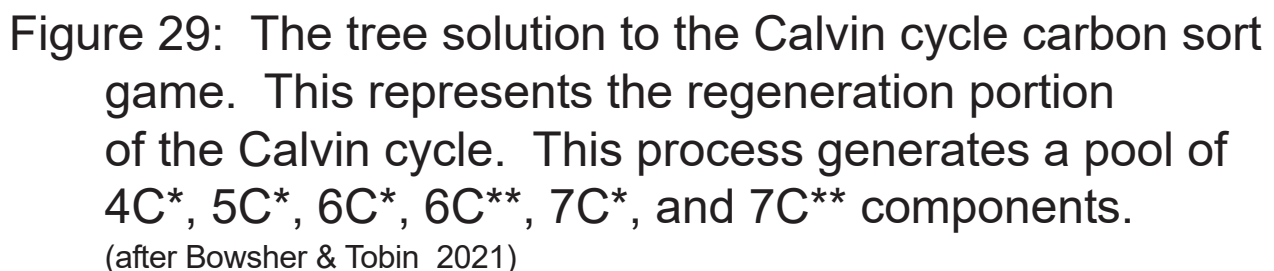 Figure 29:  The tree solution to the Calvin cycle carbon sort
game.  This represents the regeneration portion
of the Calvin cycle.  This process generates a pool of
4C*, 5C*, 6C*, 6C**, 7C*, and 7C** components.
(after Bowsher & Tobin  2021)